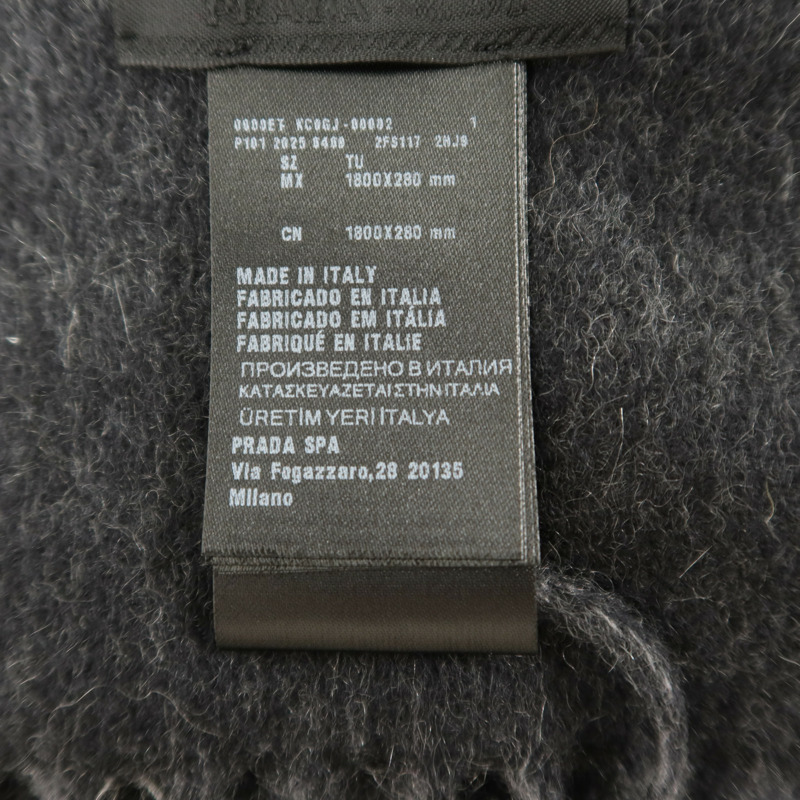 PRADA
SZ TU
MX 1800X280 mm
CN 1800X280 mm
MADE IN ITALY
FABRICADO EN ITALIA
FABRICADO EM ITÁLIA
FABRIQUÉ EN ITALIE
ПРОИЗВЕДЕНО В ИТАЛИЯ
ΚΑΤΑΣΚΕΥΑΖΕΤΑΙ ΣΤΗΝ ΙΤΑΛΙΑ
ÜRETİM YERI İTALYA
PRADA SPA
Via Fogazzaro,28 20135
Milano